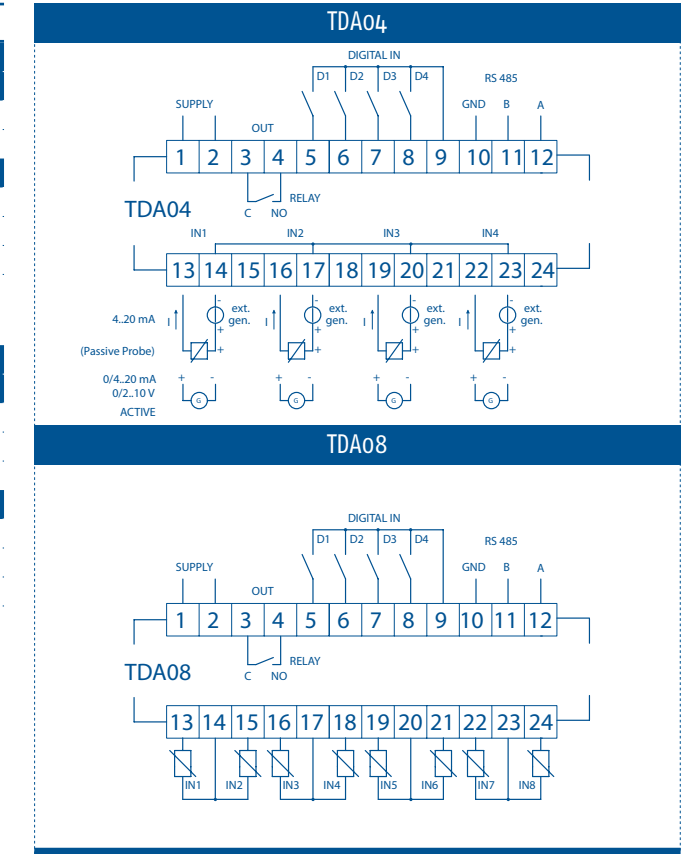 TDA04
DIGITAL IN
D1 D2 D3 D4 RS 485
SUPPLY GND B A
OUT
1 2 3 4 5 6 7 8 9 10 11 12
RELAY
TDA04 C NO
IN1 IN2 IN3 IN4
13 14 15 16 17 18 19 20 21 22 23 24
- - - -
ext. ext. ext. ext.
4..20 mA I gen. I gen. I gen. I gen.
+ + + +
(Passive Probe) + + + +
0/4..20 mA + - + - + - + -
0/2..10 V
G G G G
ACTIVE
TDA08
DIGITAL IN
D1 D2 D3 D4 RS 485
SUPPLY GND B A
OUT
1 2 3 4 5 6 7 8 9 10 11 12
RELAY
TDA08 C NO
13 14 15 16 17 18 19 20 21 22 23 24
IN1 IN2 IN3 IN4 IN5 IN6 IN7 IN8